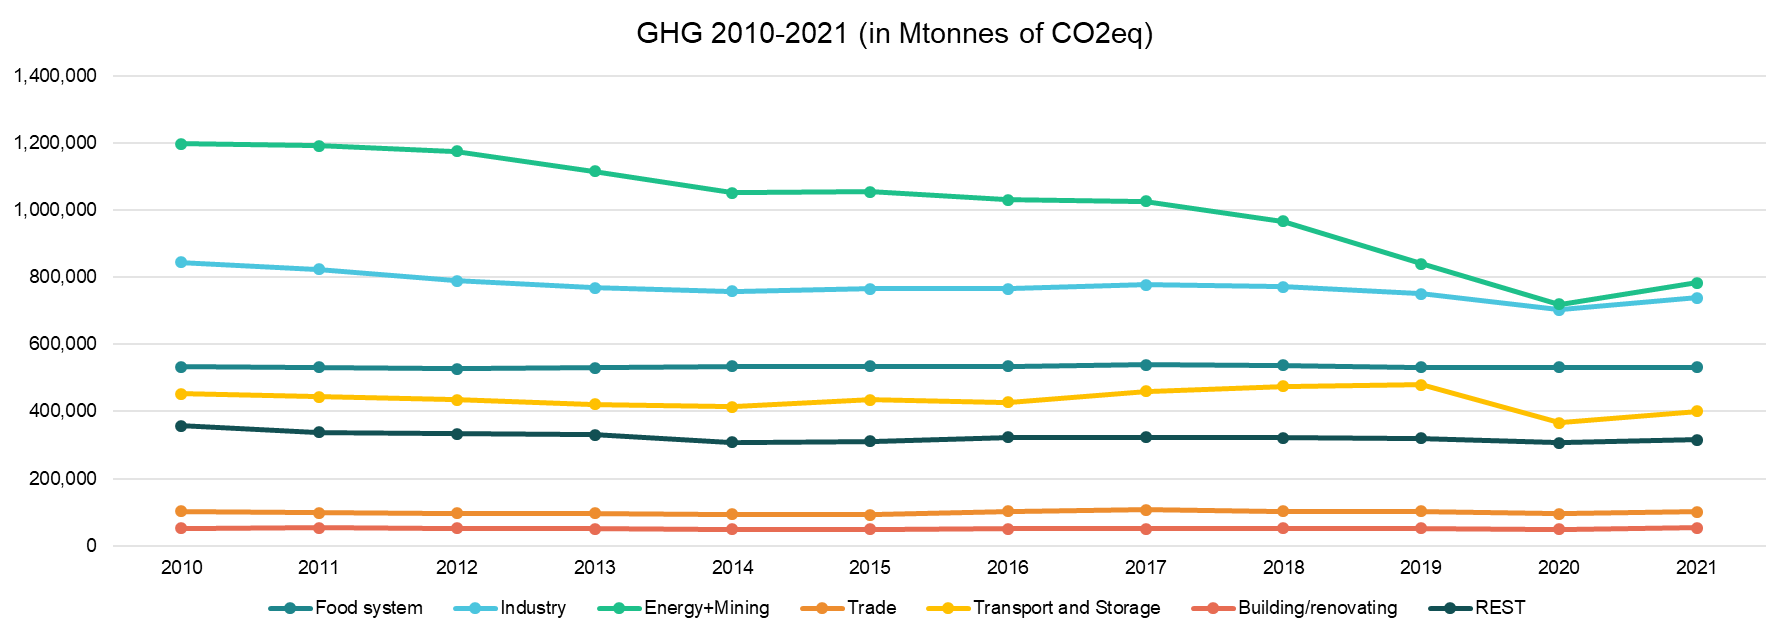 GHG 2010-2021 (in Mtonnes of CO2eq)
1,400,000
1,200,000
1,000,000
800,000
600,000
400,000
200,000
0
2010 2011 2012 2013 2014 2015 2016 2017 2018 2019 2020 2021
Food system Industry Energy+Mining Trade Transport and Storage Building/renovating REST